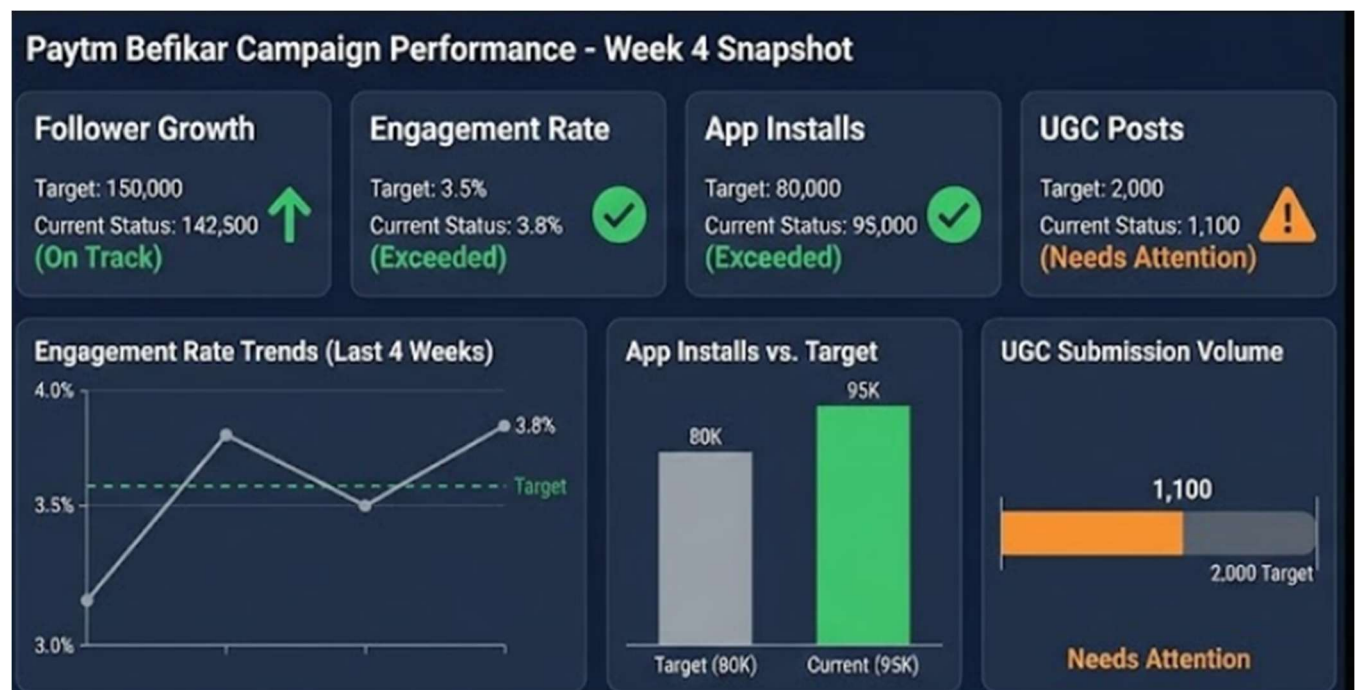 Paytm Befikar Campaign Performance - Week 4 Snapshot
Follower Growth
Target: 150,000
Current Status: 142,500
(On Track)
Engagement Rate
Target: 3.5%
Current Status: 3.8%
(Exceeded)
App Installs
Target: 80,000
Current Status: 95,000
(Exceeded)
UGC Posts
Target: 2,000
Current Status: 1,100
(Needs Attention)
Engagement Rate Trends (Last 4 Weeks)
4.0%
3.8%
Target
3.5%
3.0%
App Installs vs. Target
95K
80K
Target (80K)
Current (95K)
UGC Submission Volume
1,100
2.000 Target
Needs Attention